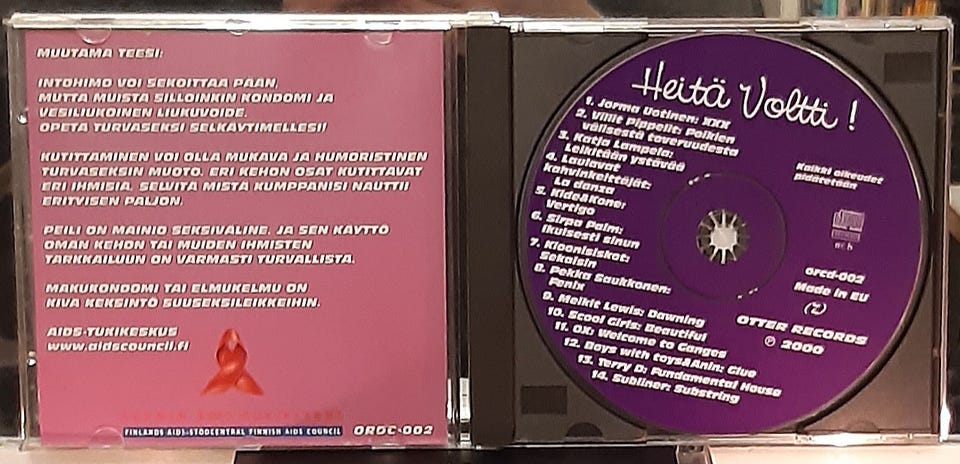 MUUTAMA TEESI:
INTOHIMO VOI SEKOITTAA PÄÄN,
MUTTA MUISTA SILLOINKIN KONDOMI JA
VESILIUKOINEN LIUKUVOIDE.
OPETA TURVASEKSI SELKÄYTIMELLESI!
KUTITTAMINEN VOI OLLA MUKAVA JA HUMORISTINEN
TURVASEKSIN MUOTO. ERI KEHON OSAT KUTITTAVAT
ERI IHMISIÄ. SELVITÄ MISTÄ KUMPPANISI NAUTTII
ERITYISEN PALJON.
PEILI ON MAINIO SEKSIVÄLINE. JA SEN KÄYTTÖ
OMAN KEHON TAI MUIDEN IHMISTEN
TARKKAILUUN ON VARMASTI TURVALLISTA.
MAKUKONDOMI TAI ELMUKELMU ON
KIVA KEKSINTÖ SUUSEKSILEIKKEIHIN.
AIDS-TUKIKESKUS
www.aidscouncil.fi
FINLANDS AIDS-STÖDCENTRAL FINNISH AIDS COUNCIL
OROC-002
Heitä Voltti !
1. Jorma Uotinen: XXX
2. Villit Pippelit: Poikien
välisestä toveruudesta
3. Katja Lampela:
Leikitään ystävää
4. Laulavat
kahvinkeittäjät:
La danza
5. Kide&Kone:
Vertigo
6. Sirpa Palm:
Ikuisesti sinun
7. Kloonisiskot:
Sekaisin
8. Pekka Saukkonen:
Fenix
9. Meikit Lewis: Dawning
10. Scool Girls: Beautiful
11. OX: Welcome to Ganges
12. Boys with toys&Anin: Glue
13. Terry D: Fundamental House
14. Subliner: Substring
Kaikki oikeudet
pidätetään
ncb
orcd-002
Made in EU
OTTER RECORDS
℗ 2000